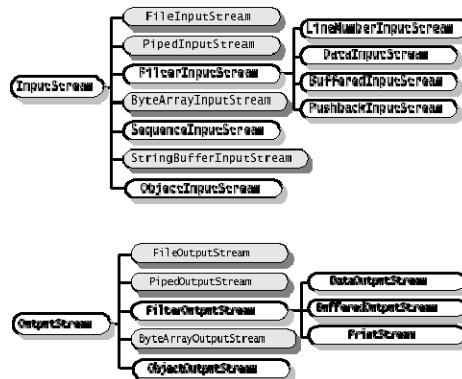 FileInputStream
PipedInputStream
FilterInputStream
ByteArrayInputStream
SequenceInputStream
StringBufferInputStream
ObjectInputStream
InputStream
LineNumberInputStream
DataInputStream
BufferedInputStream
PushbackInputStream
FileOutputStream
PipedOutputStream
FilterOutputStream
ByteArrayOutputStream
ObjectOutputStream
OutputStream
DataOutputStream
BufferedOutputStream
PrintStream